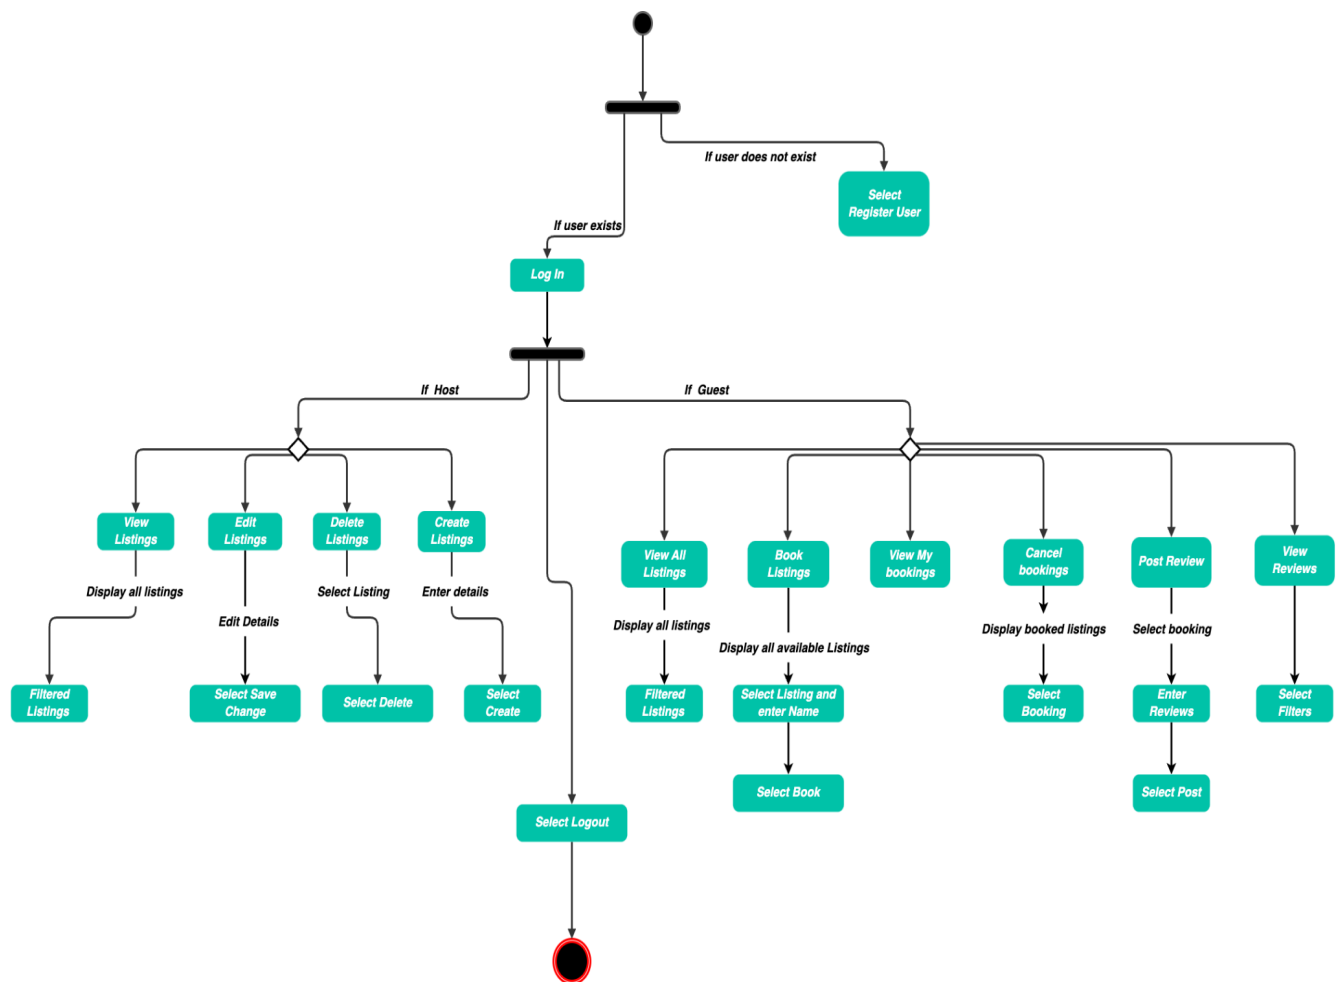 If user does not exist
Select
Register User
If user exists
Log In
If  Host
If  Guest
View
Listings
Edit
Listings
Delete
Listings
Create
Listings
View All
Listings
Book
Listings
View My
bookings
Cancel
bookings
Post Review
View
Reviews
Display all listings
Edit Details
Select Listing
Enter details
Display all listings
Display all available Listings
Display booked listings
Select booking
Filtered
Listings
Select Save
Change
Select Delete
Select
Create
Filtered
Listings
Select Listing and
enter Name
Select
Booking
Enter
Reviews
Select
Filters
Select Book
Select Post
Select Logout